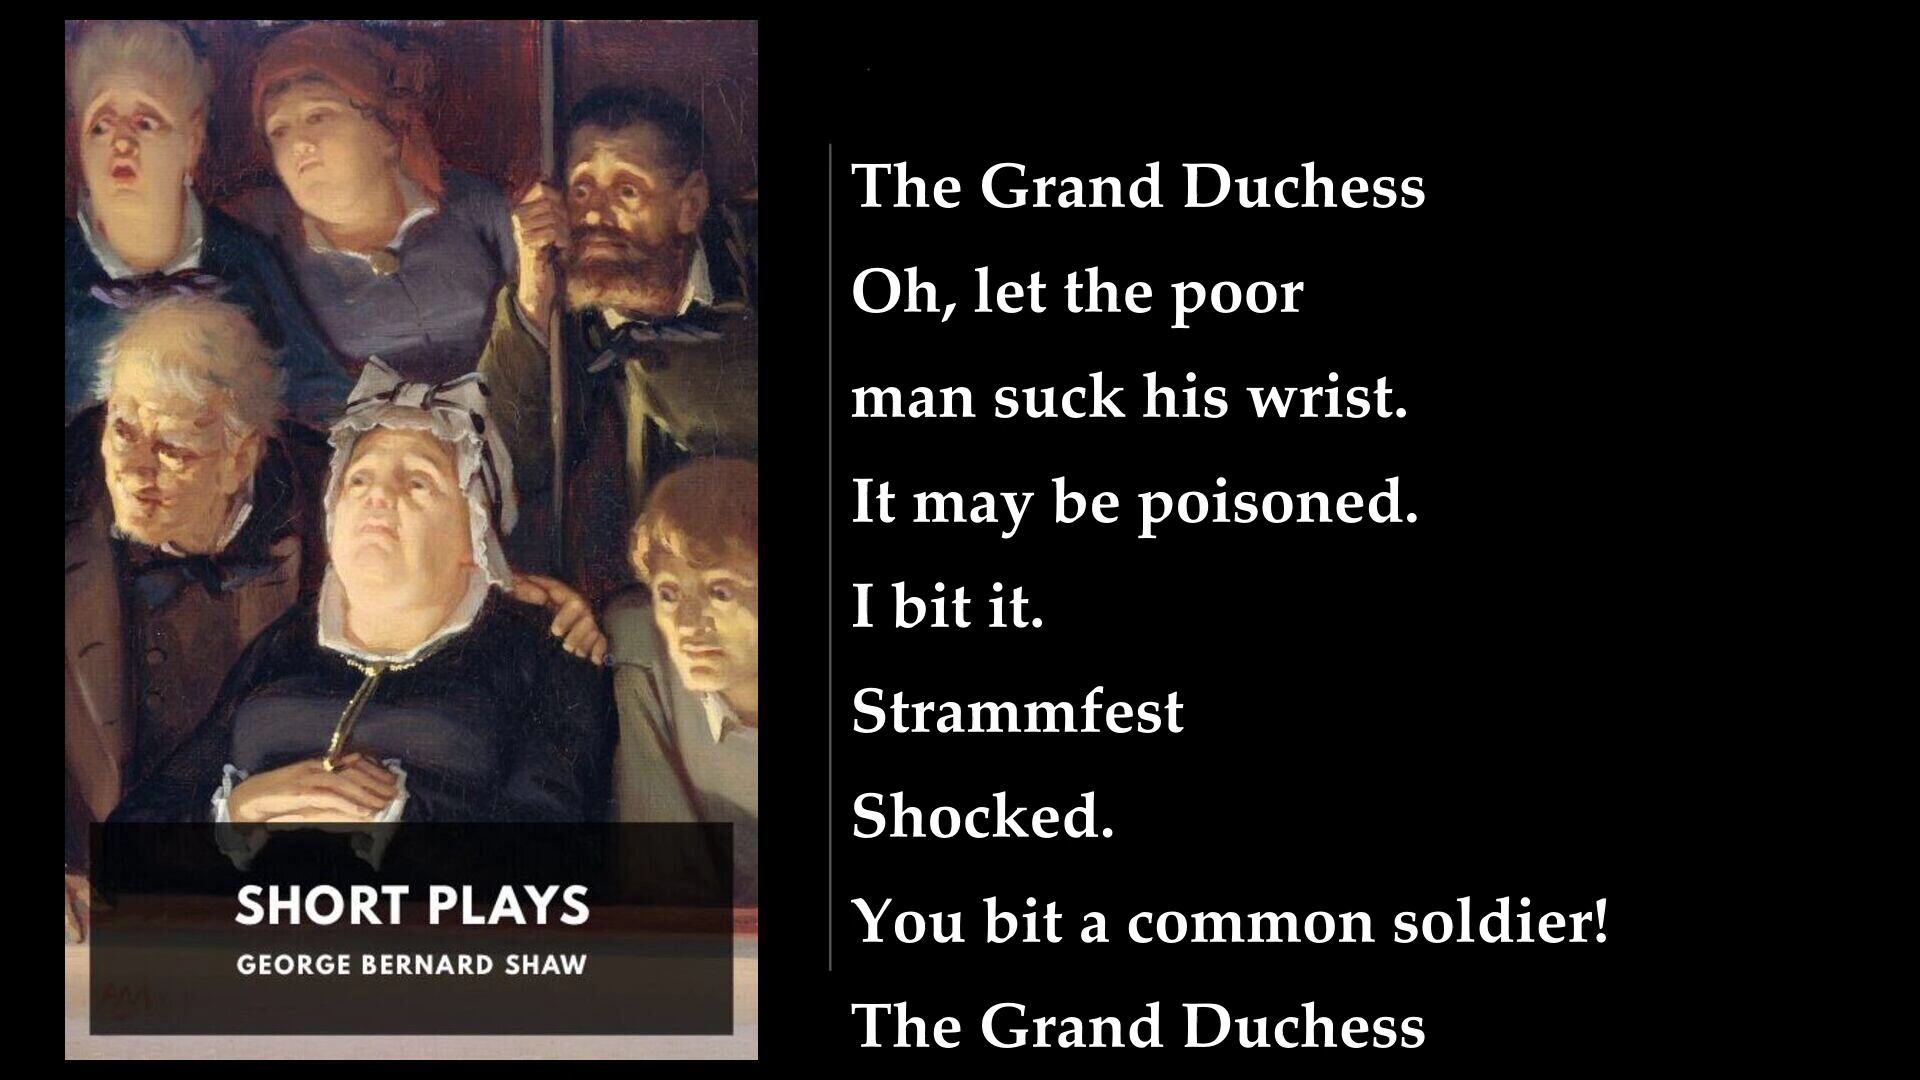 SHORT PLAYS
GEORGE BERNARD SHAW
The Grand Duchess
Oh, let the poor
man suck his wrist.
It may be poisoned.
I bit it.
Strammfest
Shocked.
You bit a common soldier!
The Grand Duchess